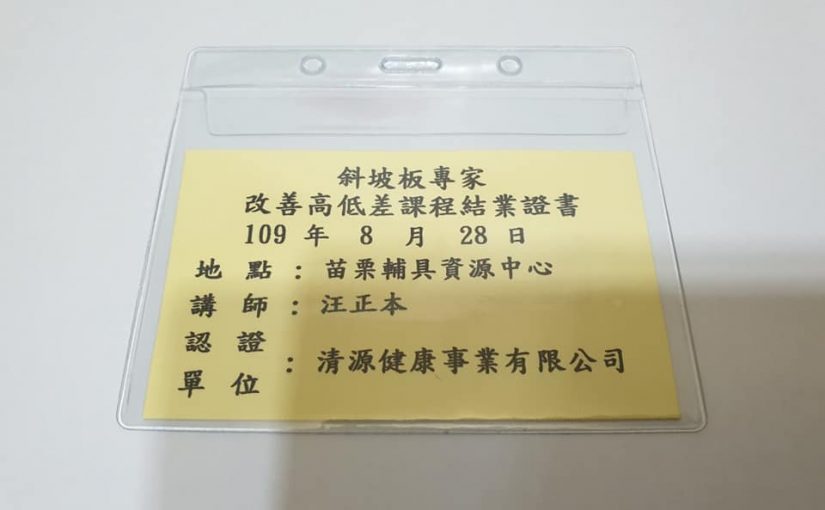 斜坡板專家
改善高低差課程結業證書
109 年 8 月 28 日
地點：苗栗輔具資源中心
講師：汪正本
認證
單位：清源健康事業有限公司